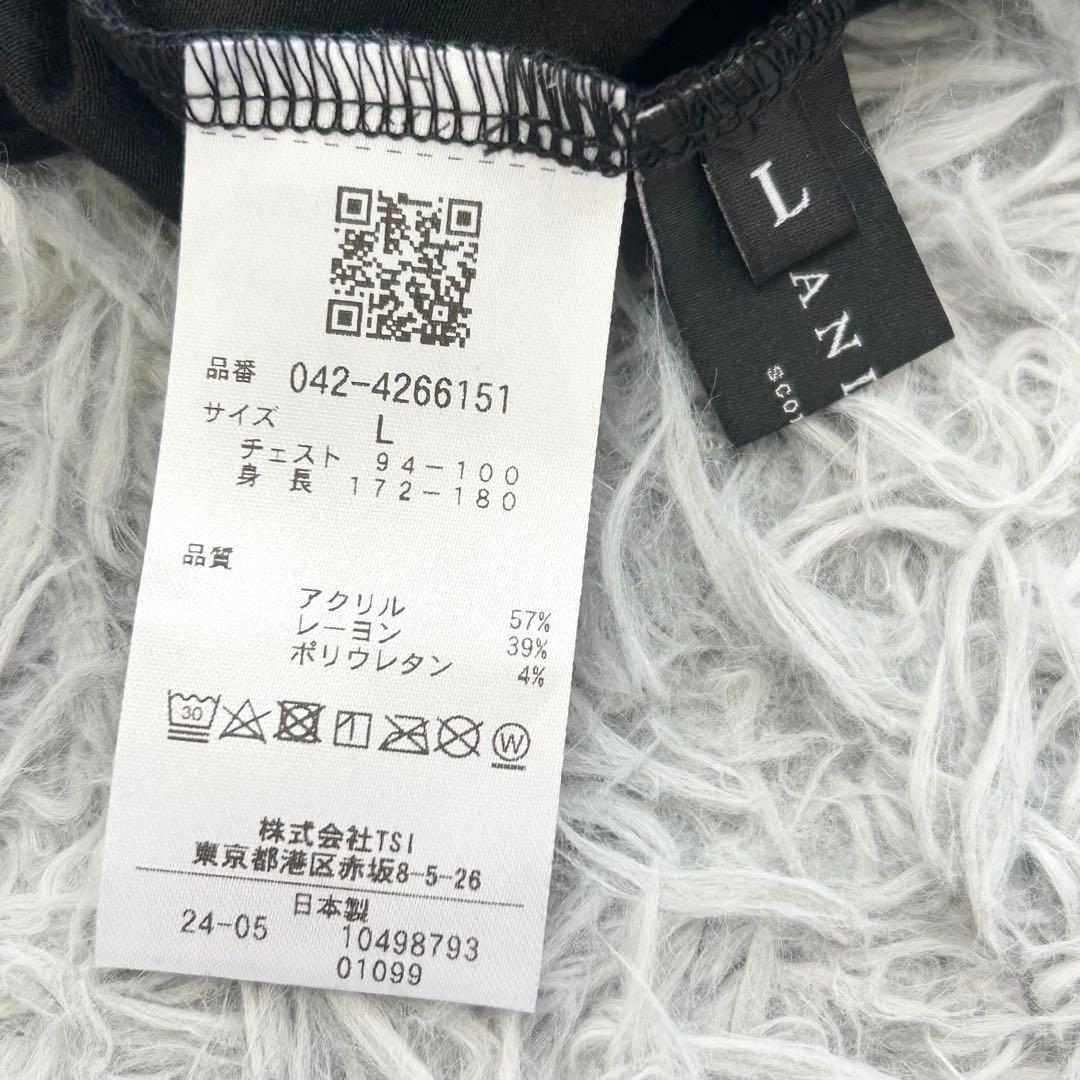 品番 042-4266151
サイズ L
チェスト 94-100
身長 172-180
品質
アクリル 57%
レーヨン 39%
ポリウレタン 4%
30
W
株式会社TSI
東京都港区赤坂8-5-26
日本製
24-05 10498793
01099
L